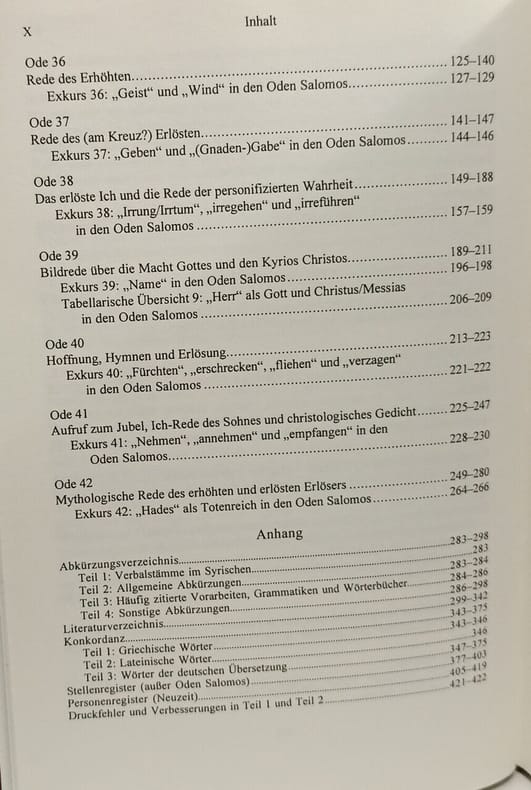 X
Inhalt
Ode 36
Rede des Erhöhten 125–140
Exkurs 36: „Geist“ und „Wind“ in den Oden Salomos 127–129
Ode 37
Rede des (am Kreuz?) Erlösten 141–147
Exkurs 37: „Geben“ und „(Gnaden-)Gabe“ in den Oden Salomos 144–146
Ode 38
Das erlöste Ich und die Rede der personifizierten Wahrheit 149–188
Exkurs 38: „Irrung/Irrtum“, „irregehen“ und „irreführen“
in den Oden Salomos 157–159
Ode 39
Bildrede über die Macht Gottes und den Kyrios Christos 189–211
Exkurs 39: „Name“ in den Oden Salomos 196–198
Tabellarische Übersicht 9: „Herr“ als Gott und Christus/Messias
in den Oden Salomos 206–209
Ode 40
Hoffnung, Hymnen und Erlösung 213–223
Exkurs 40: „Fürchten“, „erschrecken“, „fliehen“ und „verzagen“
in den Oden Salomos 221–222
Ode 41
Aufruf zum Jubel, Ich-Rede des Sohnes und christologisches Gedicht 225–247
Exkurs 41: „Nehmen“, „annehmen“ und „empfangen“ in den
Oden Salomos 228–230
Ode 42
Mythologische Rede des erhöhten und erlösten Erlösers 249–280
Exkurs 42: „Hades“ als Totenreich in den Oden Salomos 264–266
Anhang
Abkürzungsverzeichnis 283–298
Teil 1: Verbalstämme im Syrischen 283
Teil 2: Allgemeine Abkürzungen 283–284
Teil 3: Häufig zitierte Vorarbeiten, Grammatiken und Wörterbücher 284–286
Teil 4: Sonstige Abkürzungen 286–298
Literaturverzeichnis 299–342
Konkordanz 343–375
Teil 1: Griechische Wörter 343–346
Teil 2: Lateinische Wörter 346
Teil 3: Wörter der deutschen Übersetzung 347–375
Stellenregister (außer Oden Salomos) 377–403
Personenregister (Neuzeit) 405–419
Druckfehler und Verbesserungen in Teil 1 und Teil 2 421–422